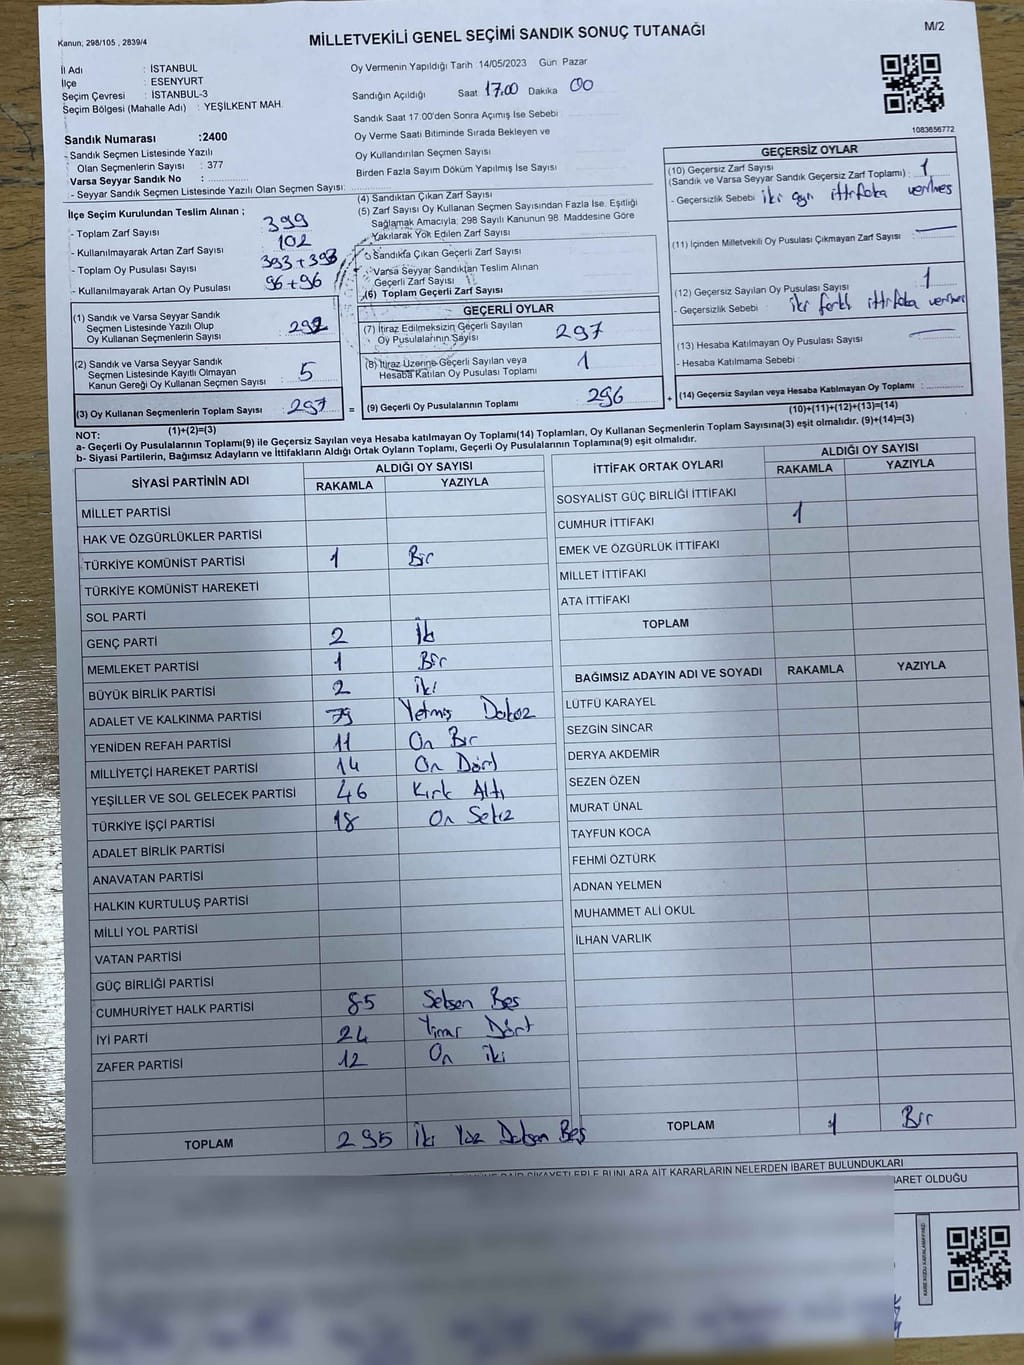 Kanun; 298/105 , 2839/4
MİLLETVEKİLİ GENEL SEÇİMİ SANDIK SONUÇ TUTANAĞI
M/2
İl Adı : İSTANBUL
İlçe : ESENYURT
Seçim Çevresi : İSTANBUL-3
Seçim Bölgesi (Mahalle Adı) : YEŞİLKENT MAH.
Sandık Numarası :2400
- Sandık Seçmen Listesinde Yazılı
Olan Seçmenlerin Sayısı : 377
Varsa Seyyar Sandık No :
- Seyyar Sandık Seçmen Listesinde Yazılı Olan Seçmen Sayısı:
Oy Vermenin Yapıldığı Tarih :14/05/2023 Gün : Pazar
Sandığın Açıldığı Saat 17.00 Dakika 00
Sandık Saat 17:00'den Sonra Açımış İse Sebebi
Oy Verme Saati Bitiminde Sırada Bekleyen ve
Oy Kullandırılan Seçmen Sayısı
Birden Fazla Sayım Döküm Yapılmış İse Sayısı
1083656772
İlçe Seçim Kurulundan Teslim Alınan ;
- Toplam Zarf Sayısı 399
- Kullanılmayarak Artan Zarf Sayısı 102
- Toplam Oy Pusulası Sayısı 393+393
- Kullanılmayarak Artan Oy Pusulası 96+96
(4) Sandıktan Çıkan Zarf Sayısı
(5) Zarf Sayısı Oy Kullanan Seçmen Sayısından Fazla İse, Eşitliği
Sağlamak Amacıyla; 298 Sayılı Kanunun 98. Maddesine Göre
Yakılarak Yok Edilen Zarf Sayısı
Sandıkta Çıkan Geçerli Zarf Sayısı
Varsa Seyyar Sandıktan Teslim Alınan
Geçerli Zarf Sayısı
(6) Toplam Geçerli Zarf Sayısı
GEÇERSİZ OYLAR
(10) Geçersiz Zarf Sayısı
(Sandık ve Varsa Seyyar Sandık Geçersiz Zarf Toplamı) : 1
- Geçersizlik Sebebi : iki ayrı ittifaka
(11) İçinden Milletvekili Oy Pusulası Çıkmayan Zarf Sayısı
(12) Geçersiz Sayılan Oy Pusulası Sayısı 1
- Geçersizlik Sebebi : iki farklı ittifaka
(13) Hesaba Katılmayan Oy Pusulası Sayısı
- Hesaba Katılmama Sebebi :
(14) Geçersiz Sayılan veya Hesaba Katılmayan Oy Toplamı :
(1) Sandık ve Varsa Seyyar Sandık
Seçmen Listesinde Yazılı Olup
Oy Kullanan Seçmenlerin Sayısı : 292
(2) Sandık ve Varsa Seyyar Sandık
Seçmen Listesinde Kayıtlı Olmayan
Kanun Gereği Oy Kullanan Seçmen Sayısı : 5
(3) Oy Kullanan Seçmenlerin Toplam Sayısı : 297
GEÇERLİ OYLAR
(7) İtiraz Edilmeksizin Geçerli Sayılan
Oy Pusulalarının Sayısı 297
(8) İtiraz Üzerine Geçerli Sayılan veya
Hesaba Katılan Oy Pusulası Toplamı 1
= (9) Geçerli Oy Pusulalarının Toplamı : 296 +
(1)+(2)=(3)
(10)+(11)+(12)+(13)=(14)
NOT:
a- Geçerli Oy Pusulalarının Toplamı(9) ile Geçersiz Sayılan veya Hesaba katılmayan Oy Toplamı(14) Toplamları, Oy Kullanan Seçmenlerin Toplam Sayısına(3) eşit olmalıdır. (9)+(14)=(3)
b- Siyasi Partilerin, Bağımsız Adayların ve İttifakların Aldığı Ortak Oyların Toplamı, Geçerli Oy Pusulalarının Toplamına(9) eşit olmalıdır.
SİYASİ PARTİNİN ADI ALDIĞI OY SAYISI
RAKAMLA YAZIYLA
MİLLET PARTİSİ
HAK VE ÖZGÜRLÜKLER PARTİSİ
TÜRKİYE KOMÜNİST PARTİSİ 1 Bir
TÜRKİYE KOMÜNİST HAREKETİ
SOL PARTİ
GENÇ PARTİ 2 İki
MEMLEKET PARTİSİ 1 Bir
BÜYÜK BİRLİK PARTİSİ 2 iki
ADALET VE KALKINMA PARTİSİ 79 Yetmiş Dokuz
YENİDEN REFAH PARTİSİ 11 On Bir
MİLLİYETÇİ HAREKET PARTİSİ 14 On Dört
YEŞİLLER VE SOL GELECEK PARTİSİ 46 Kırk Altı
TÜRKİYE İŞÇİ PARTİSİ 18 On Sekiz
ADALET BİRLİK PARTİSİ
ANAVATAN PARTİSİ
HALKIN KURTULUŞ PARTİSİ
MİLLİ YOL PARTİSİ
VATAN PARTİSİ
GÜÇ BİRLİĞİ PARTİSİ
CUMHURİYET HALK PARTİSİ 85 Seksen Beş
İYİ PARTİ 24 Yirmi Dört
ZAFER PARTİSİ 12 On iki
TOPLAM 295 İki Yüz Doksan Beş
İTTİFAK ORTAK OYLARI ALDIĞI OY SAYISI
RAKAMLA YAZIYLA
SOSYALİST GÜÇ BİRLİĞİ İTTİFAKI
CUMHUR İTTİFAKI 1
EMEK VE ÖZGÜRLÜK İTTİFAKI
MİLLET İTTİFAKI
ATA İTTİFAKI
TOPLAM
BAĞIMSIZ ADAYIN ADI VE SOYADI RAKAMLA YAZIYLA
LÜTFÜ KARAYEL
SEZGİN SİNCAR
DERYA AKDEMİR
SEZEN ÖZEN
MURAT ÜNAL
TAYFUN KOCA
FEHMİ ÖZTÜRK
ADNAN YELMEN
MUHAMMET ALİ OKUL
İLHAN VARLIK
TOPLAM 1 Bir
ŞİKAYETLERLE BUNLARA AİT KARARLARIN NELERDEN İBARET BULUNDUKLARI
OLDUĞU